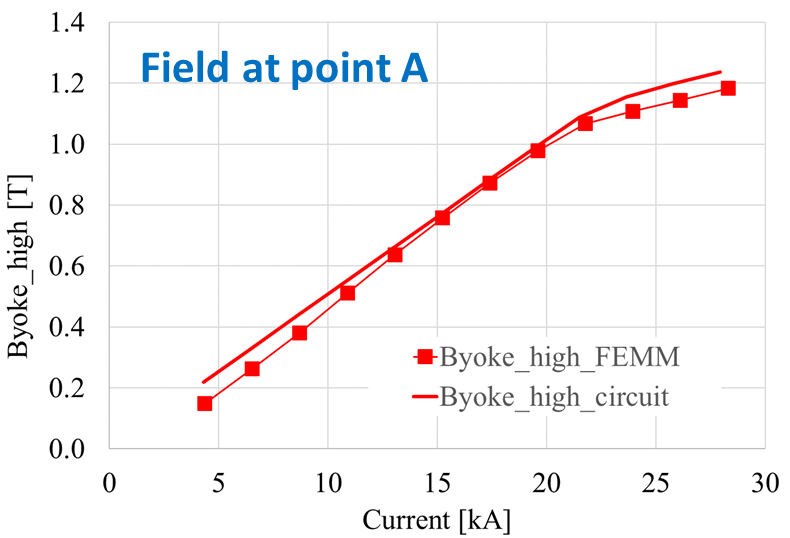 Field at point A
1.4
1.2
1.0
0.8
0.6
0.4
0.2
0.0
Byoke_high [T]
Byoke_high_FEMM
Byoke_high_circuit
0 5 10 15 20 25 30
Current [kA]